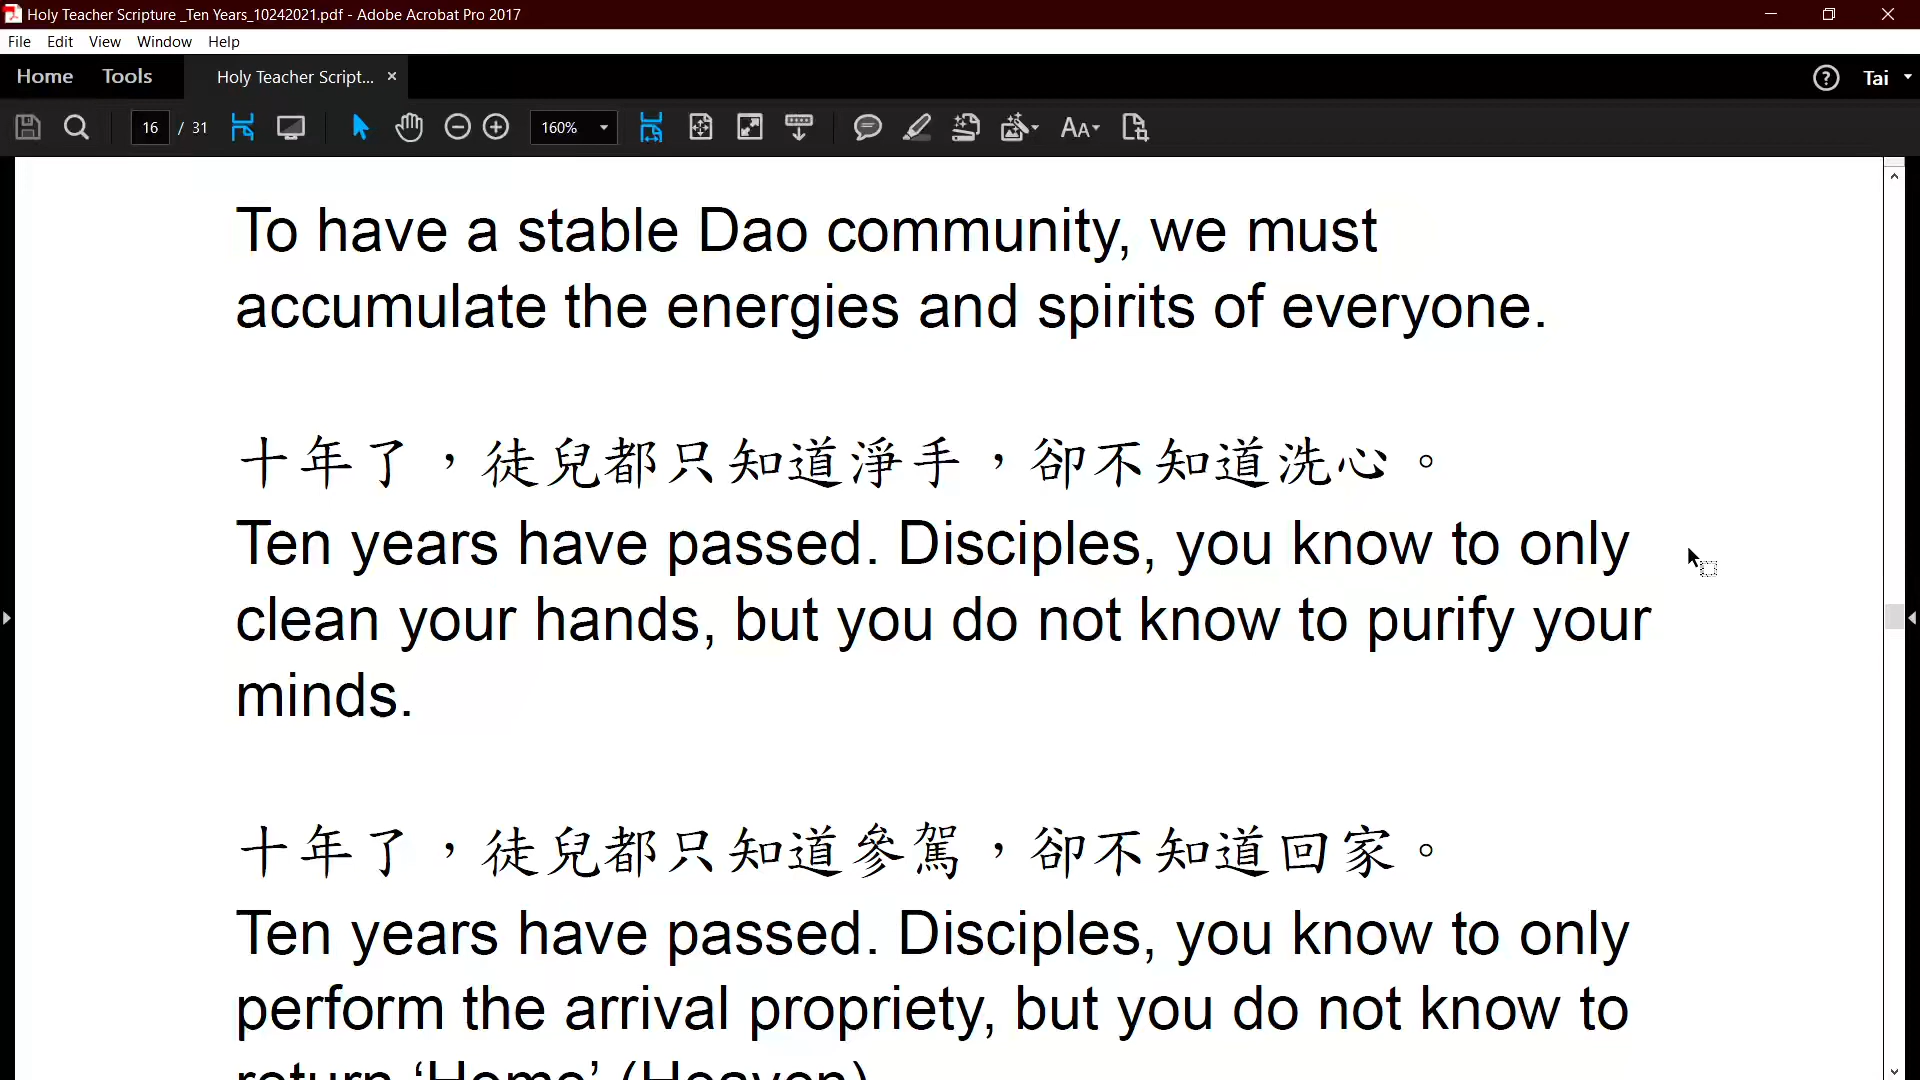 Holy Teacher Scripture _Ten Years_10242021.pdf - Adobe Acrobat Pro 2017
File Edit View Window Help
Home Tools Holy Teacher Script... × ? Tai
16 / 31 160%
To have a stable Dao community, we must
accumulate the energies and spirits of everyone.
十年了，徒兒都只知道淨手，卻不知道洗心。
Ten years have passed. Disciples, you know to only
clean your hands, but you do not know to purify your
minds.
十年了，徒兒都只知道參駕，卻不知道回家。
Ten years have passed. Disciples, you know to only
perform the arrival propriety, but you do not know to
return ‘Home’ (Heaven)